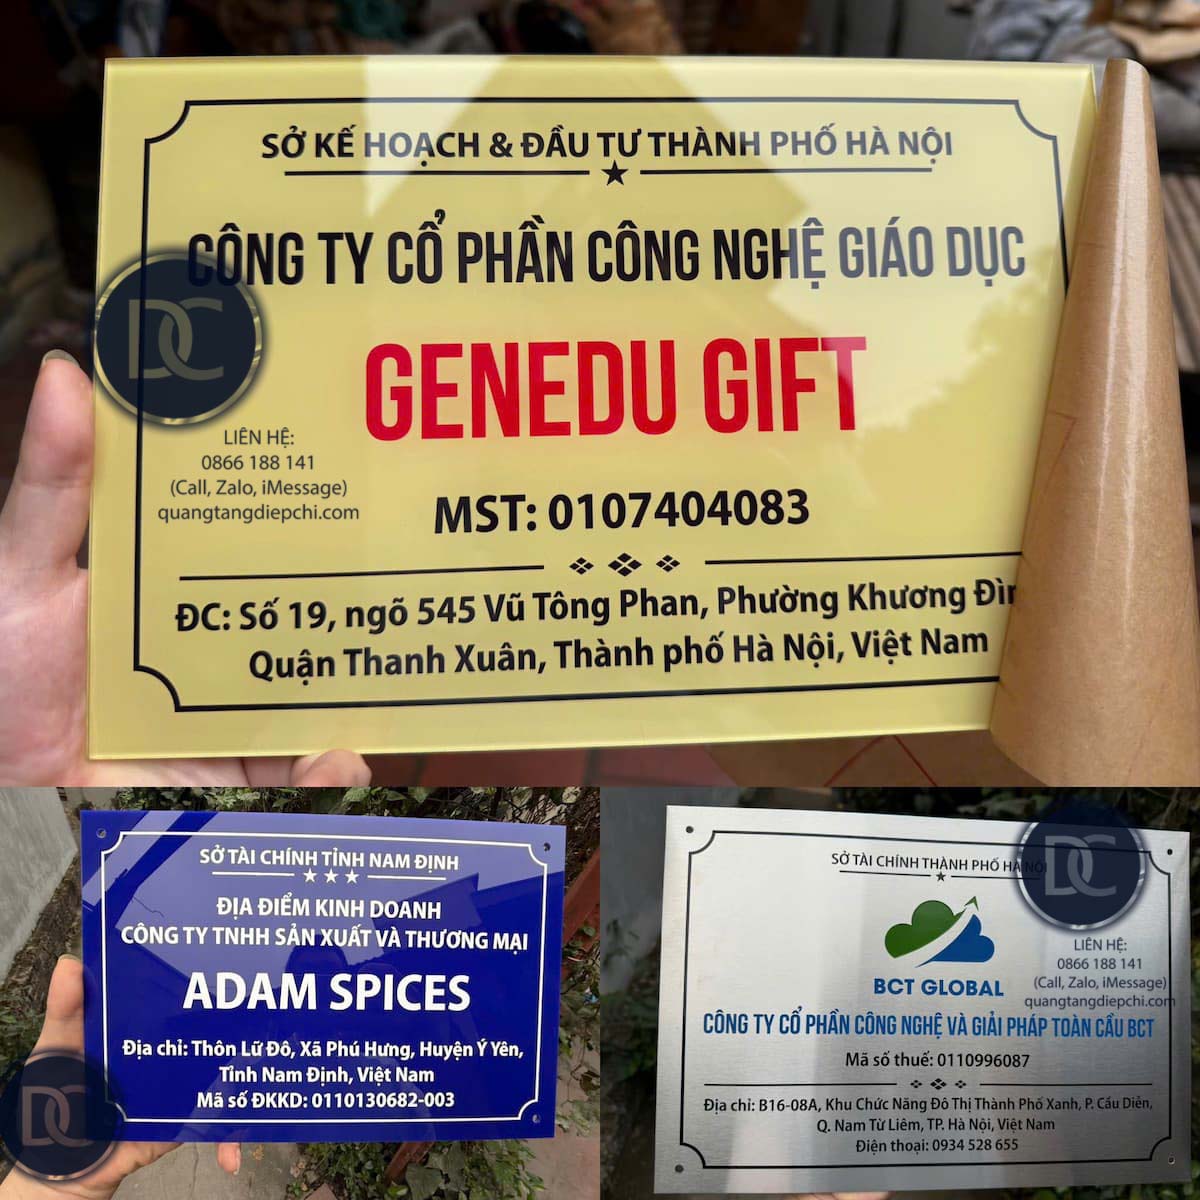 SỞ KẾ HOẠCH & ĐẦU TƯ THÀNH PHỐ HÀ NỘI
CÔNG TY CỔ PHẦN CÔNG NGHỆ GIÁO DỤC
GENEDU GIFT
MST: 0107404083
ĐC: Số 19, ngõ 545 Vũ Tông Phan, Phường Khương
Quận Thanh Xuân, Thành phố Hà Nội, Việt Nam
DC
LIÊN HỆ:
0866 188 141
(Call, Zalo, iMessage)
quangtangdiepchi.com
SỞ TÀI CHÍNH TỈNH NAM ĐỊNH
ĐỊA ĐIỂM KINH DOANH
CÔNG TY TNHH SẢN XUẤT VÀ THƯƠNG MẠI
ADAM SPICES
Địa chỉ: Thôn Lữ Đô, Xã Phú Hưng, Huyện Ý Yên,
Tỉnh Nam Định, Việt Nam
Mã số ĐKKD: 0110130682-003
DC
SỞ TÀI CHÍNH THÀNH PHỐ HÀ NỘI
BCT GLOBAL
CÔNG TY CỔ PHẦN CÔNG NGHỆ VÀ GIẢI PHÁP TOÀN CẦU BCT
Mã số thuế: 0110996087
Địa chỉ: B16-08A, Khu Chức Năng Đô Thị Thành Phố Xanh, P. Cầu Diễn,
Q. Nam Từ Liêm, TP. Hà Nội, Việt Nam
Điện thoại: 0934 528 655
DC
LIÊN HỆ:
0866 188 141
(Call, Zalo, iMessage)
quangtangdiepchi.com